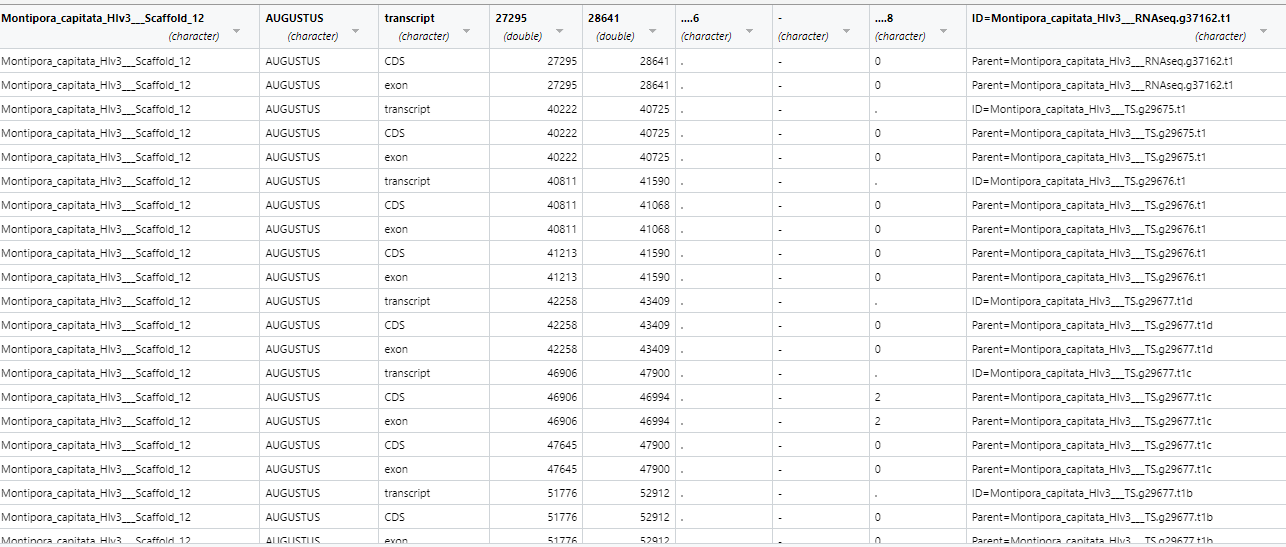 Montipora_capitata_HIv3___Scaffold_12 AUGUSTUS transcript 27295 28641 ....6 - ....8 ID=Montipora_capitata_HIv3___RNAseq.g37162.t1
(character) (character) (character) (double) (double) (character) (character) (character) (character)
Montipora_capitata_HIv3___Scaffold_12 AUGUSTUS CDS 27295 28641 . - 0 Parent=Montipora_capitata_HIv3___RNAseq.g37162.t1
Montipora_capitata_HIv3___Scaffold_12 AUGUSTUS exon 27295 28641 . - 0 Parent=Montipora_capitata_HIv3___RNAseq.g37162.t1
Montipora_capitata_HIv3___Scaffold_12 AUGUSTUS transcript 40222 40725 . - . ID=Montipora_capitata_HIv3___TS.g29675.t1
Montipora_capitata_HIv3___Scaffold_12 AUGUSTUS CDS 40222 40725 . - 0 Parent=Montipora_capitata_HIv3___TS.g29675.t1
Montipora_capitata_HIv3___Scaffold_12 AUGUSTUS exon 40222 40725 . - 0 Parent=Montipora_capitata_HIv3___TS.g29675.t1
Montipora_capitata_HIv3___Scaffold_12 AUGUSTUS transcript 40811 41590 . - . ID=Montipora_capitata_HIv3___TS.g29676.t1
Montipora_capitata_HIv3___Scaffold_12 AUGUSTUS CDS 40811 41068 . - 0 Parent=Montipora_capitata_HIv3___TS.g29676.t1
Montipora_capitata_HIv3___Scaffold_12 AUGUSTUS exon 40811 41068 . - 0 Parent=Montipora_capitata_HIv3___TS.g29676.t1
Montipora_capitata_HIv3___Scaffold_12 AUGUSTUS CDS 41213 41590 . - 0 Parent=Montipora_capitata_HIv3___TS.g29676.t1
Montipora_capitata_HIv3___Scaffold_12 AUGUSTUS exon 41213 41590 . - 0 Parent=Montipora_capitata_HIv3___TS.g29676.t1
Montipora_capitata_HIv3___Scaffold_12 AUGUSTUS transcript 42258 43409 . - . ID=Montipora_capitata_HIv3___TS.g29677.t1d
Montipora_capitata_HIv3___Scaffold_12 AUGUSTUS CDS 42258 43409 . - 0 Parent=Montipora_capitata_HIv3___TS.g29677.t1d
Montipora_capitata_HIv3___Scaffold_12 AUGUSTUS exon 42258 43409 . - 0 Parent=Montipora_capitata_HIv3___TS.g29677.t1d
Montipora_capitata_HIv3___Scaffold_12 AUGUSTUS transcript 46906 47900 . - . ID=Montipora_capitata_HIv3___TS.g29677.t1c
Montipora_capitata_HIv3___Scaffold_12 AUGUSTUS CDS 46906 46994 . - 2 Parent=Montipora_capitata_HIv3___TS.g29677.t1c
Montipora_capitata_HIv3___Scaffold_12 AUGUSTUS exon 46906 46994 . - 2 Parent=Montipora_capitata_HIv3___TS.g29677.t1c
Montipora_capitata_HIv3___Scaffold_12 AUGUSTUS CDS 47645 47900 . - 0 Parent=Montipora_capitata_HIv3___TS.g29677.t1c
Montipora_capitata_HIv3___Scaffold_12 AUGUSTUS exon 47645 47900 . - 0 Parent=Montipora_capitata_HIv3___TS.g29677.t1c
Montipora_capitata_HIv3___Scaffold_12 AUGUSTUS transcript 51776 52912 . - . ID=Montipora_capitata_HIv3___TS.g29677.t1b
Montipora_capitata_HIv3___Scaffold_12 AUGUSTUS CDS 51776 52912 . - 0 Parent=Montipora_capitata_HIv3___TS.g29677.t1b
Montipora_capitata_HIv3___Scaffold_12 AUGUSTUS exon 51776 52912 . - 0 Parent=Montipora_capitata_HIv3___TS.g29677.t1b